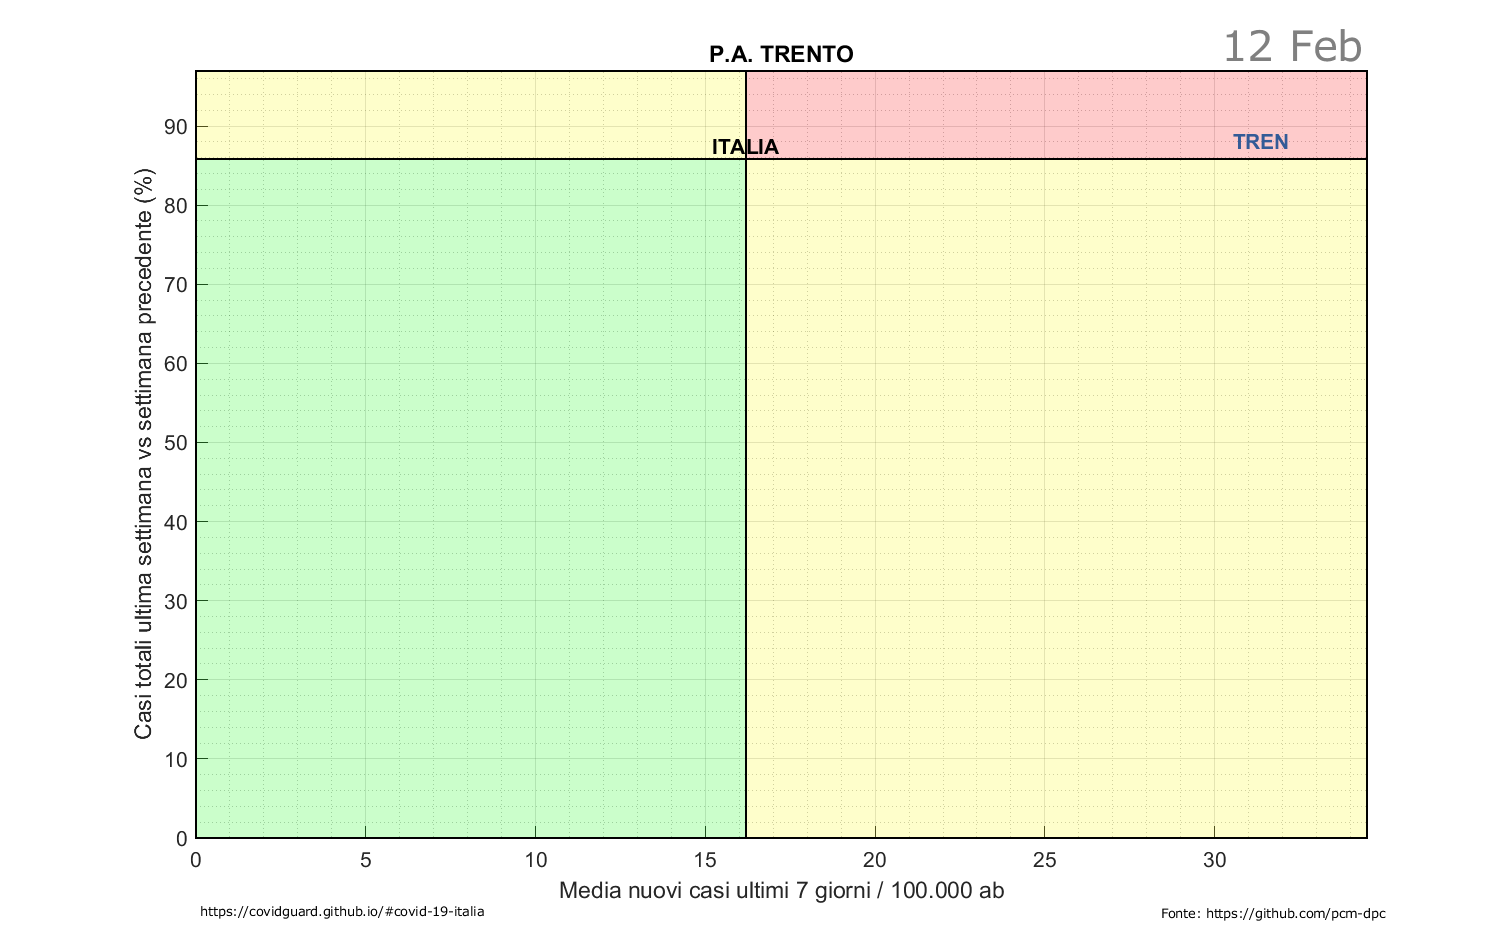 12 Feb
P.A. TRENTO
Casi totali ultima settimana vs settimana precedente (%)
90
80
70
60
50
40
30
20
10
0
ITALIA
TREN
0 5 10 15 20 25 30
Media nuovi casi ultimi 7 giorni / 100.000 ab
https://covidguard.github.io/#covid-19-italia
Fonte: https://github.com/pcm-dpc